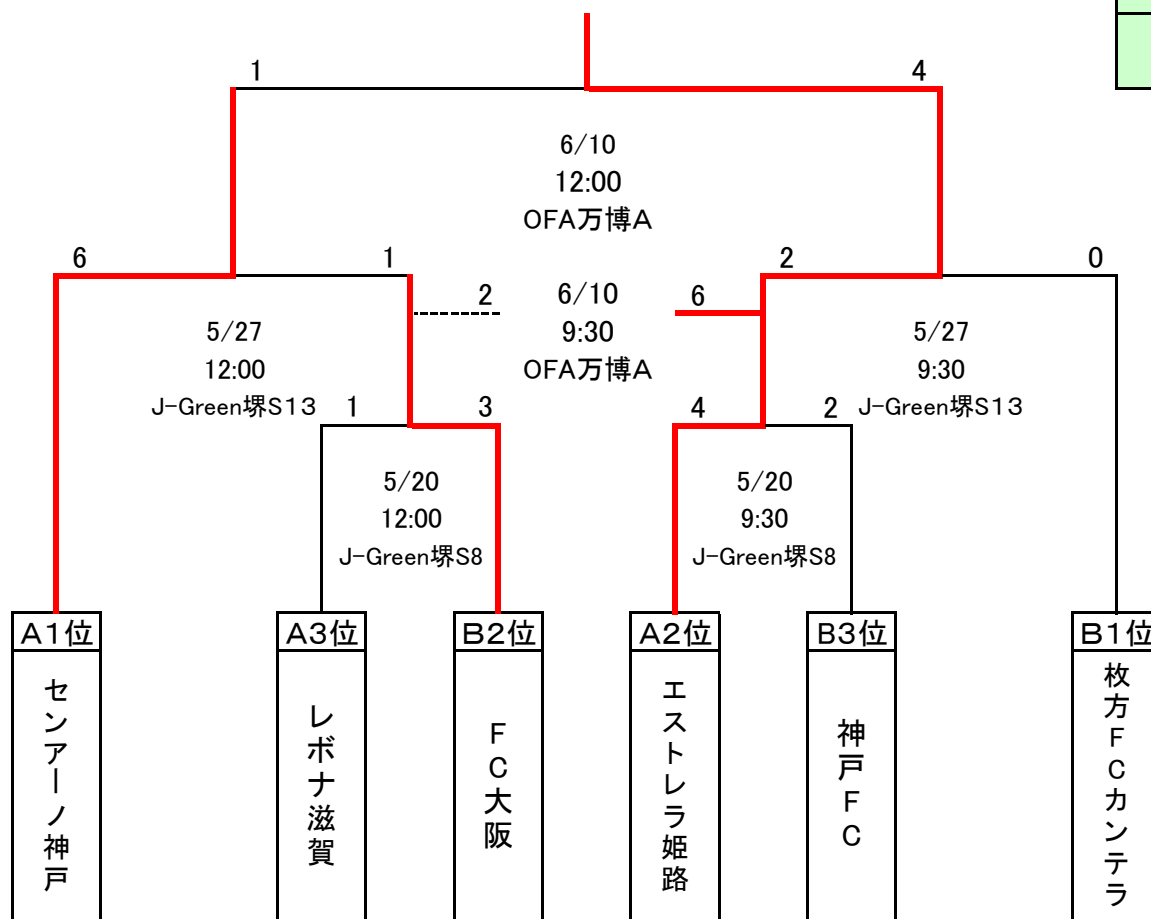 1
4
6/10
12:00
OFA万博A
6
1
2
0
2
6/10
6
9:30
OFA万博A
5/27
12:00
J-Green堺S13
5/27
9:30
J-Green堺S13
1
3
4
2
5/20
12:00
J-Green堺S8
5/20
9:30
J-Green堺S8
A1位
A3位
B2位
A2位
B3位
B1位
センアーノ神戸
レボナ滋賀
FC大阪
エストレラ姫路
神戸FC
枚方FCカンテラ